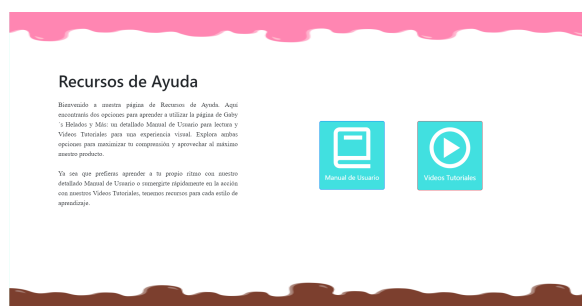 Recursos de Ayuda
Bienvenido a nuestra página de Recursos de Ayuda. Aquí
encontrarás dos opciones para aprender a utilizar la página de Gaby
´s Helados y Más: un detallado Manual de Usuario para lectura y
Videos Tutoriales para una experiencia visual. Explora ambas
opciones para maximizar tu comprensión y aprovechar al máximo
nuestro producto.
Ya sea que prefieras aprender a tu propio ritmo con nuestro
detallado Manual de Usuario o sumergirte rápidamente en la acción
con nuestros Videos Tutoriales, tenemos recursos para cada estilo de
aprendizaje.
Manual de Usuario
Videos Tutoriales